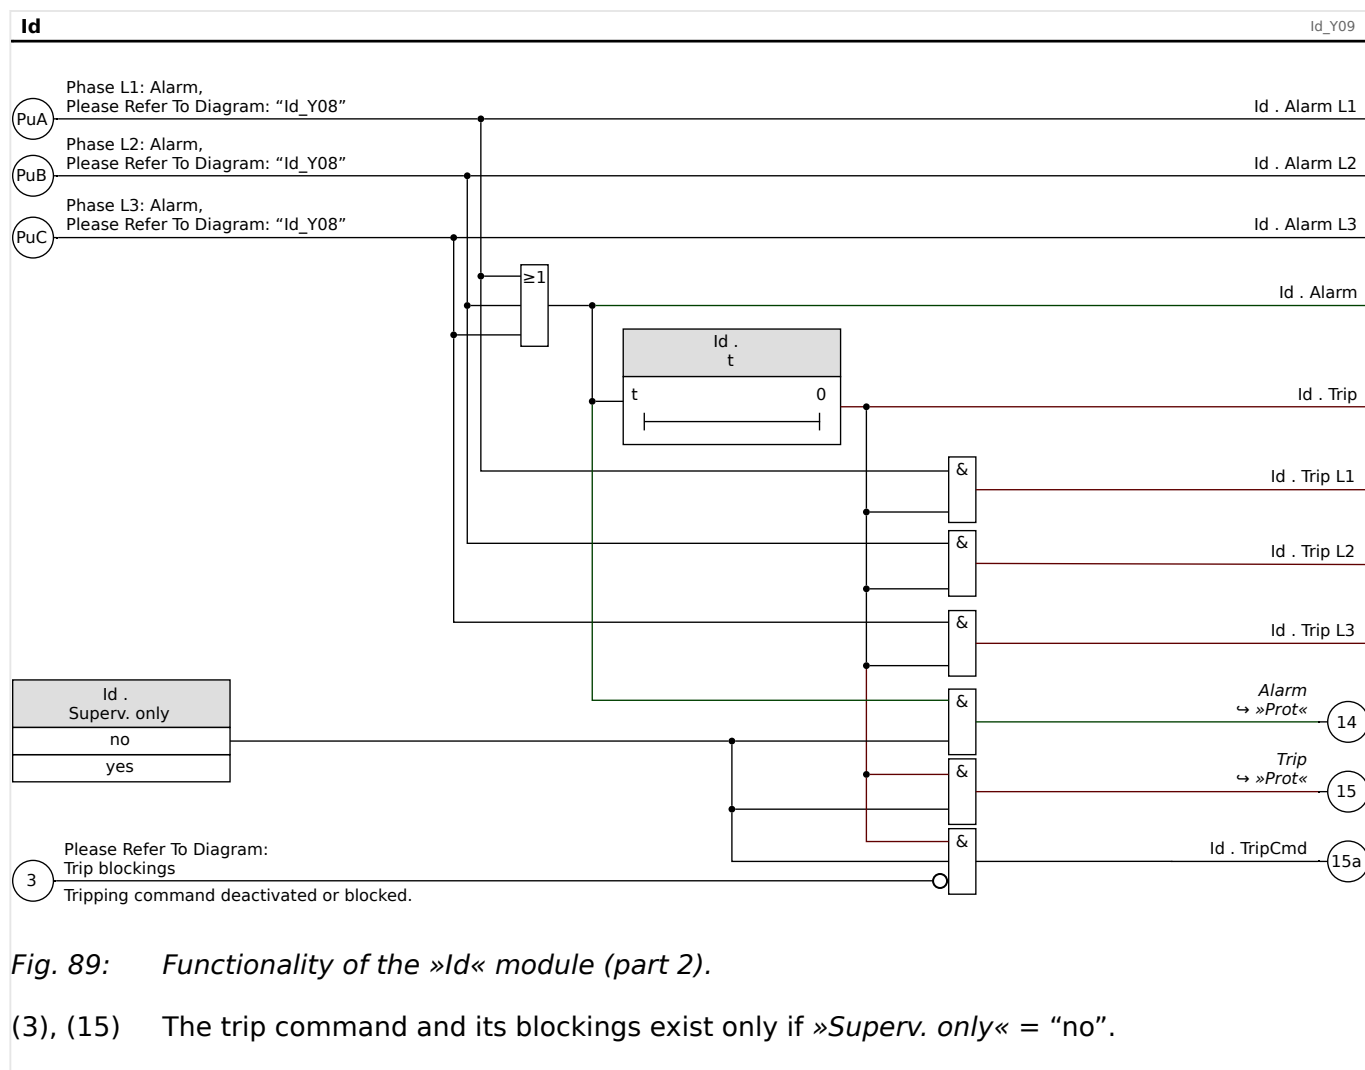 Id
Id_Y09
Phase L1: Alarm,
Please Refer To Diagram: “Id_Y08”
Id . Alarm L1
PuA
Phase L2: Alarm,
Please Refer To Diagram: “Id_Y08”
Id . Alarm L2
PuB
Phase L3: Alarm,
Please Refer To Diagram: “Id_Y08”
Id . Alarm L3
PuC
≥1
Id . Alarm
Id .
t
t 0
Id . Trip
&
Id . Trip L1
&
Id . Trip L2
&
Id . Trip L3
Id .
Superv. only
no
yes
&
Alarm
↪ »Prot«
14
&
Trip
↪ »Prot«
15
&
Id . TripCmd
15a
Please Refer To Diagram:
Trip blockings
3
Tripping command deactivated or blocked.
Fig. 89: Functionality of the »Id« module (part 2).
(3), (15) The trip command and its blockings exist only if »Superv. only« = “no”.